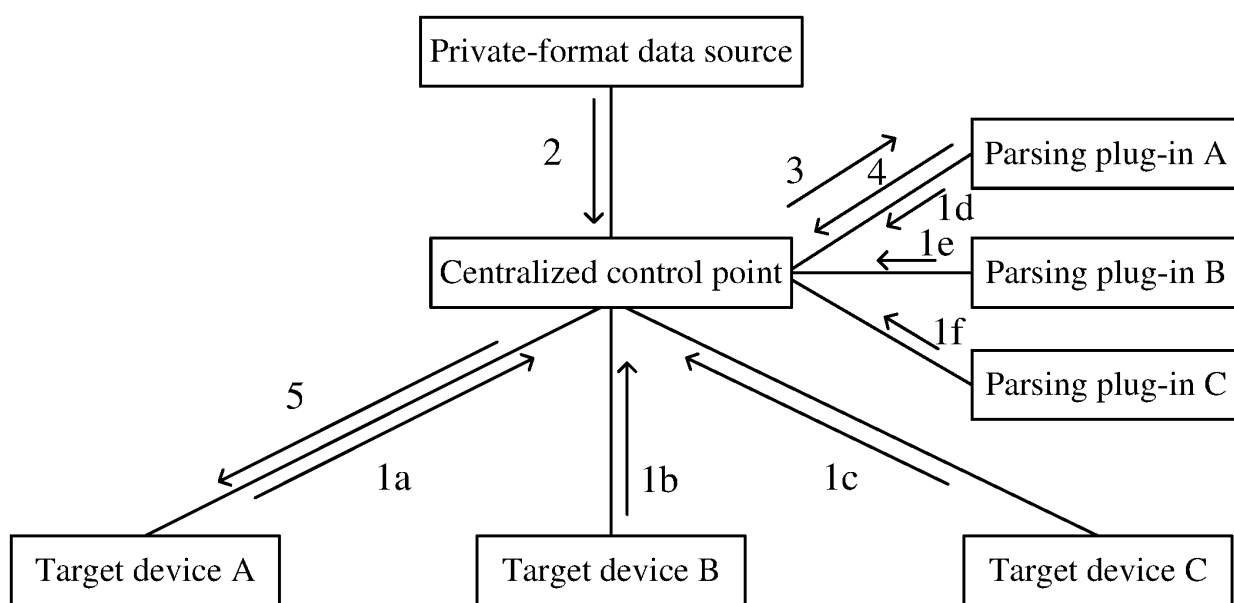 Private-format data source
2
3
4
Parsing plug-in A
1d
1e
Centralized control point
Parsing plug-in B
1f
Parsing plug-in C
5
1a
1b
1c
Target device A
Target device B
Target device C